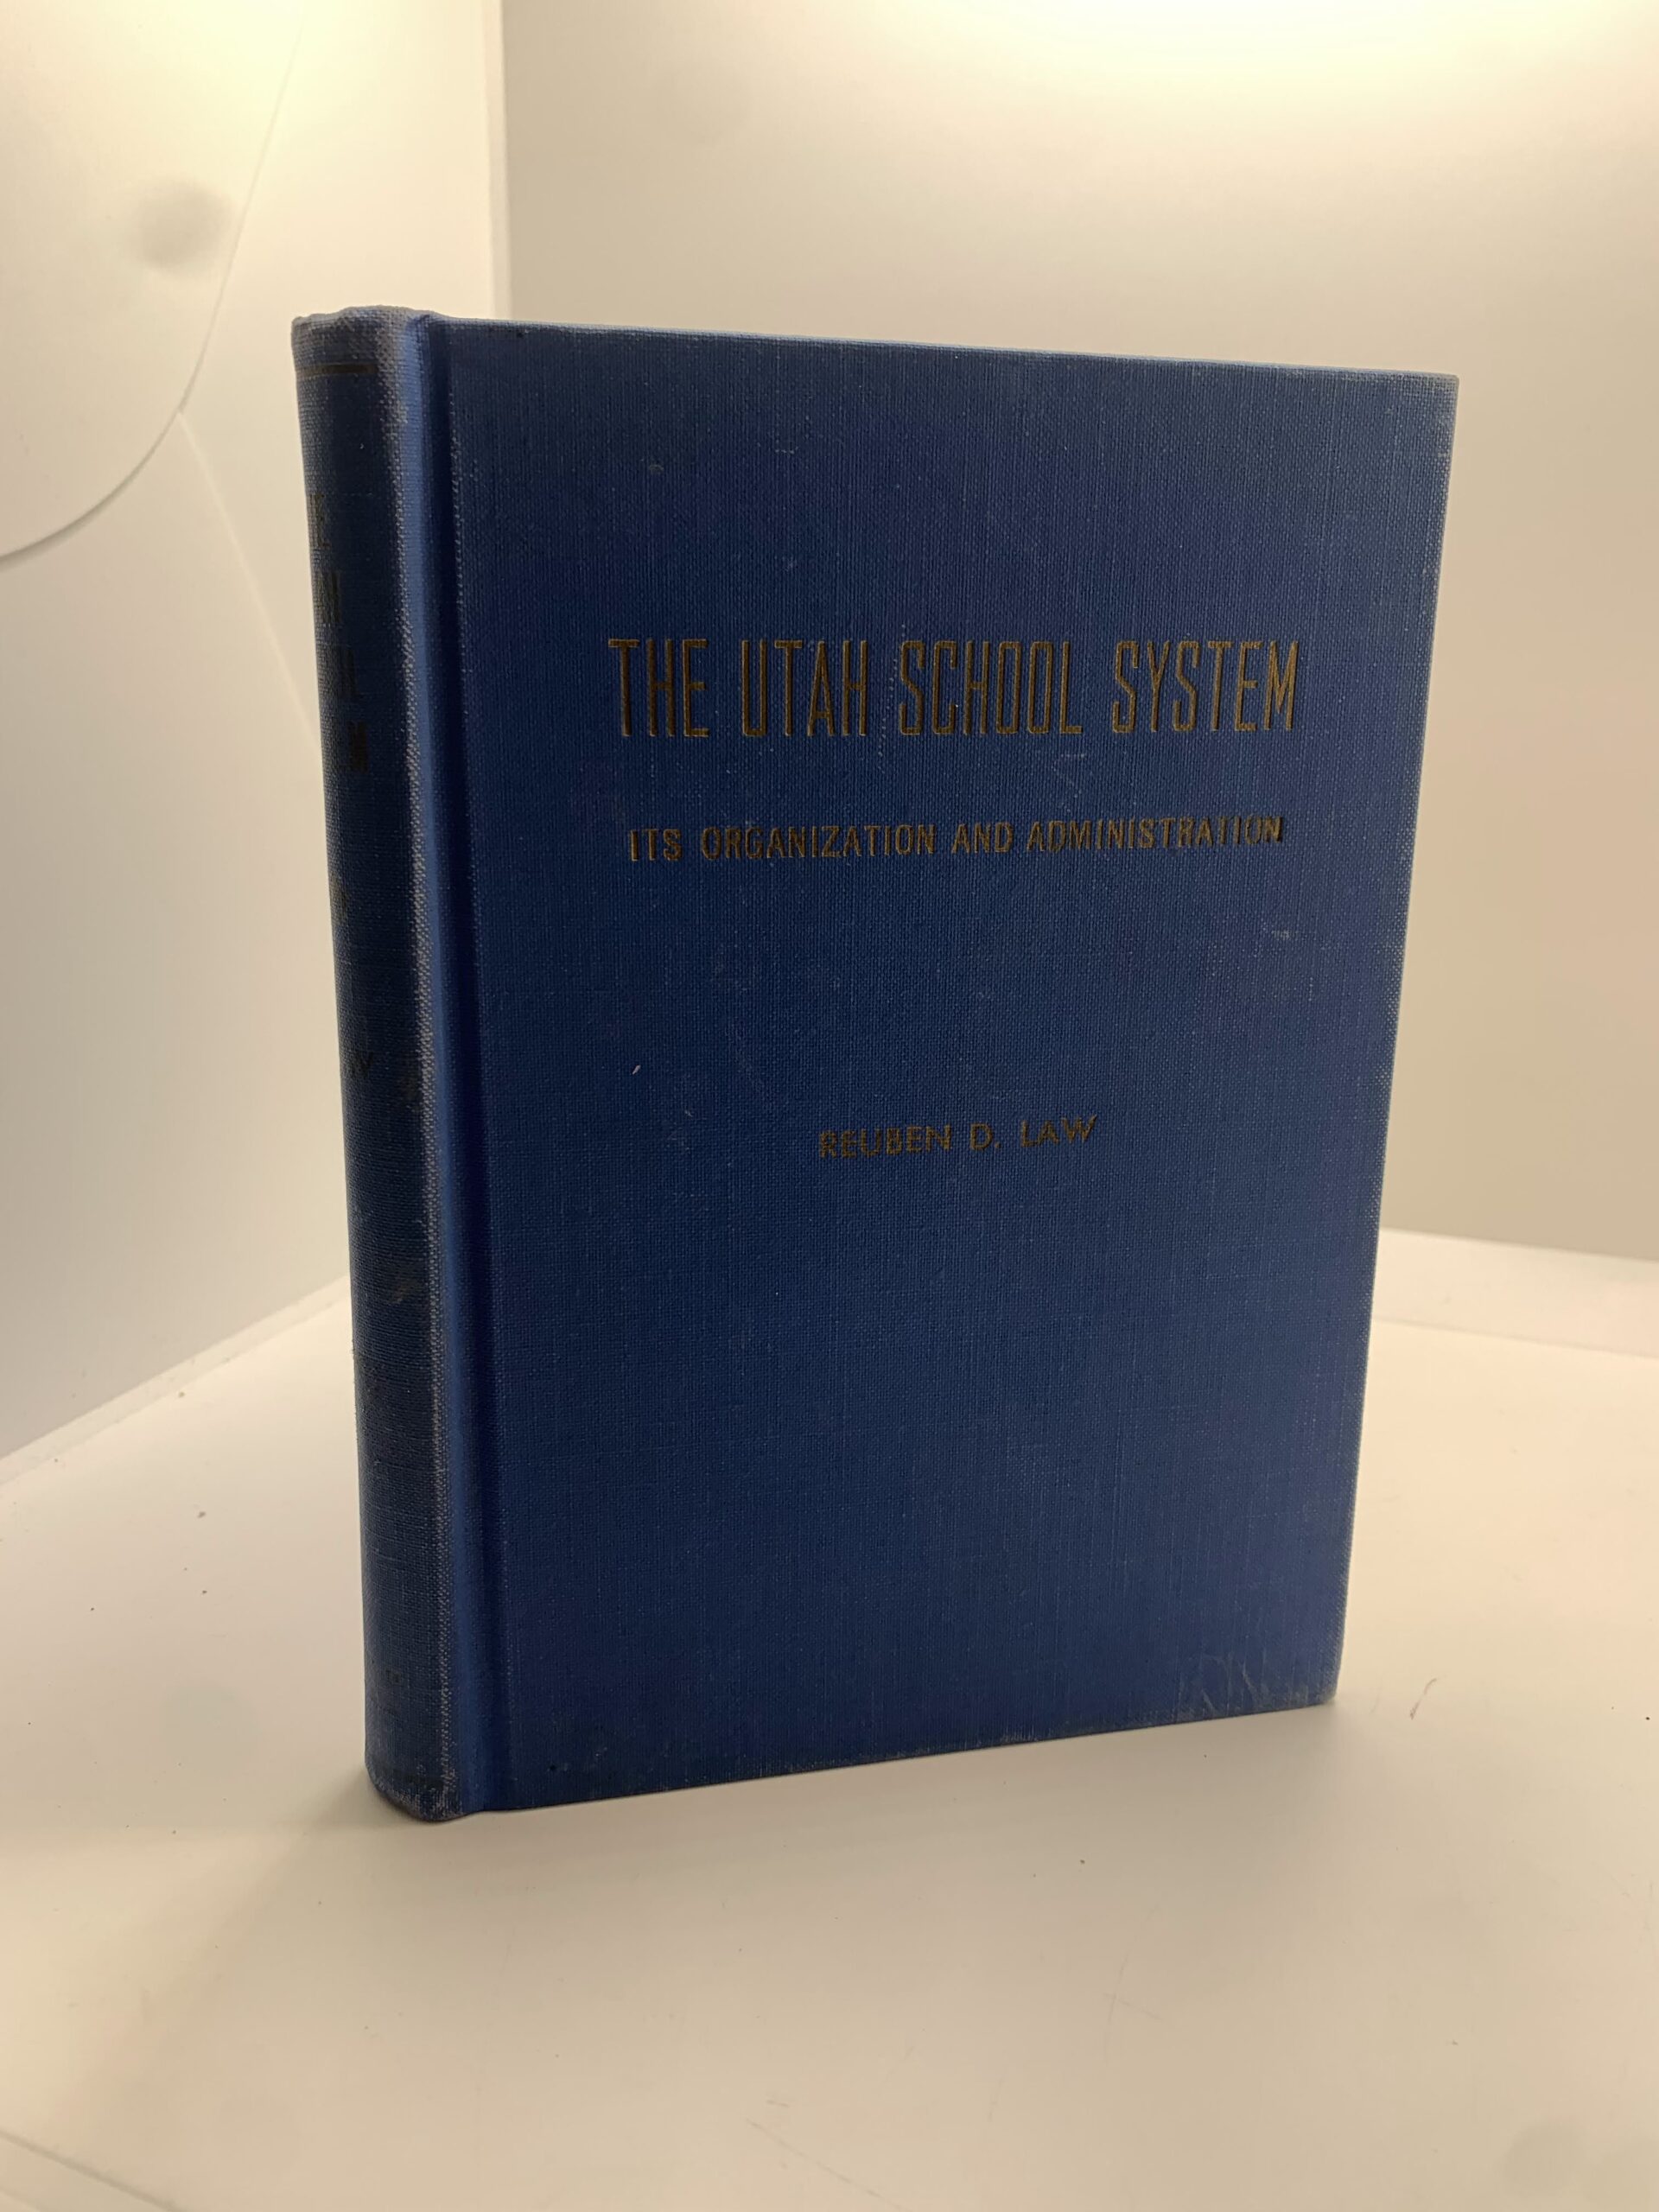 THE UTAH SCHOOL SYSTEM
ITS ORGANIZATION AND ADMINISTRATION
REUBEN D. LAW